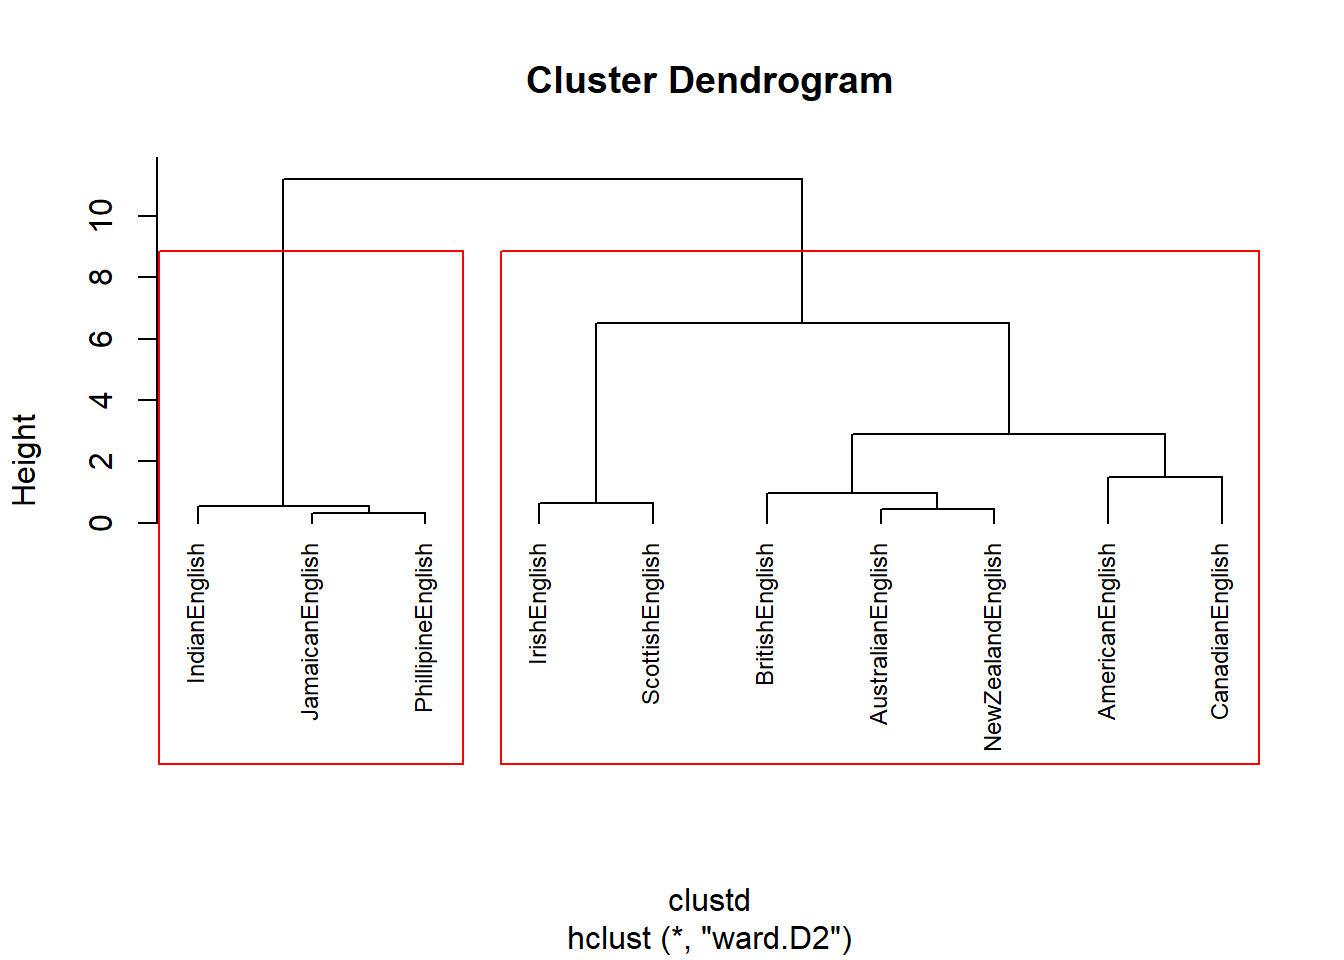 Cluster Dendrogram
Height
10
8
6
4
2
0
IndianEnglish
JamaicanEnglish
PhillipineEnglish
IrishEnglish
ScottishEnglish
BritishEnglish
AustralianEnglish
NewZealandEnglish
AmericanEnglish
CanadianEnglish
clustd
hclust (*, "ward.D2")